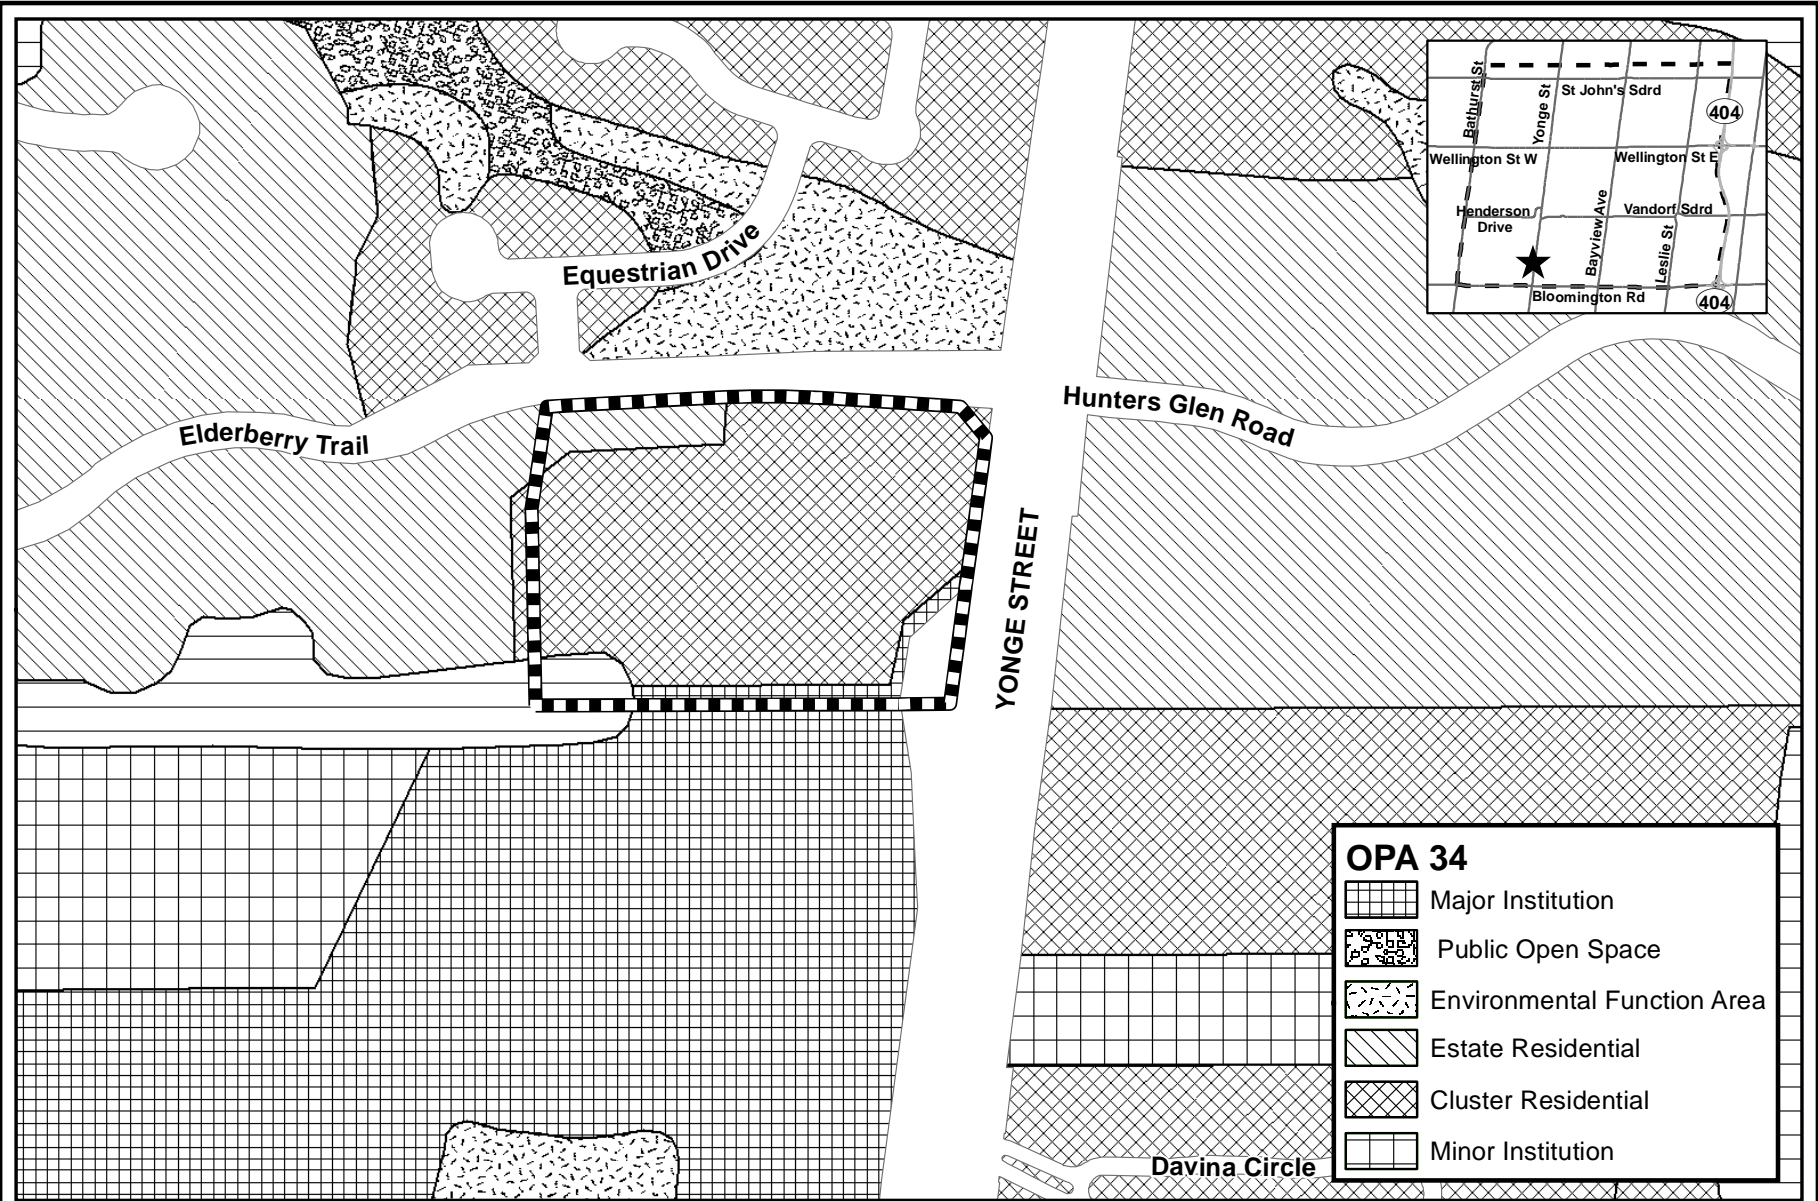 Bathurst St
Yonge St
St John's Sdrd
404
Wellington St W
Wellington St E
Henderson
Drive
Bayview Ave
Vandorf Sdrd
Leslie St
Bloomington Rd
404
Equestrian Drive
Elderberry Trail
Hunters Glen Road
YONGE STREET
OPA 34
Major Institution
Public Open Space
Environmental Function Area
Estate Residential
Cluster Residential
Minor Institution
Davina Circle